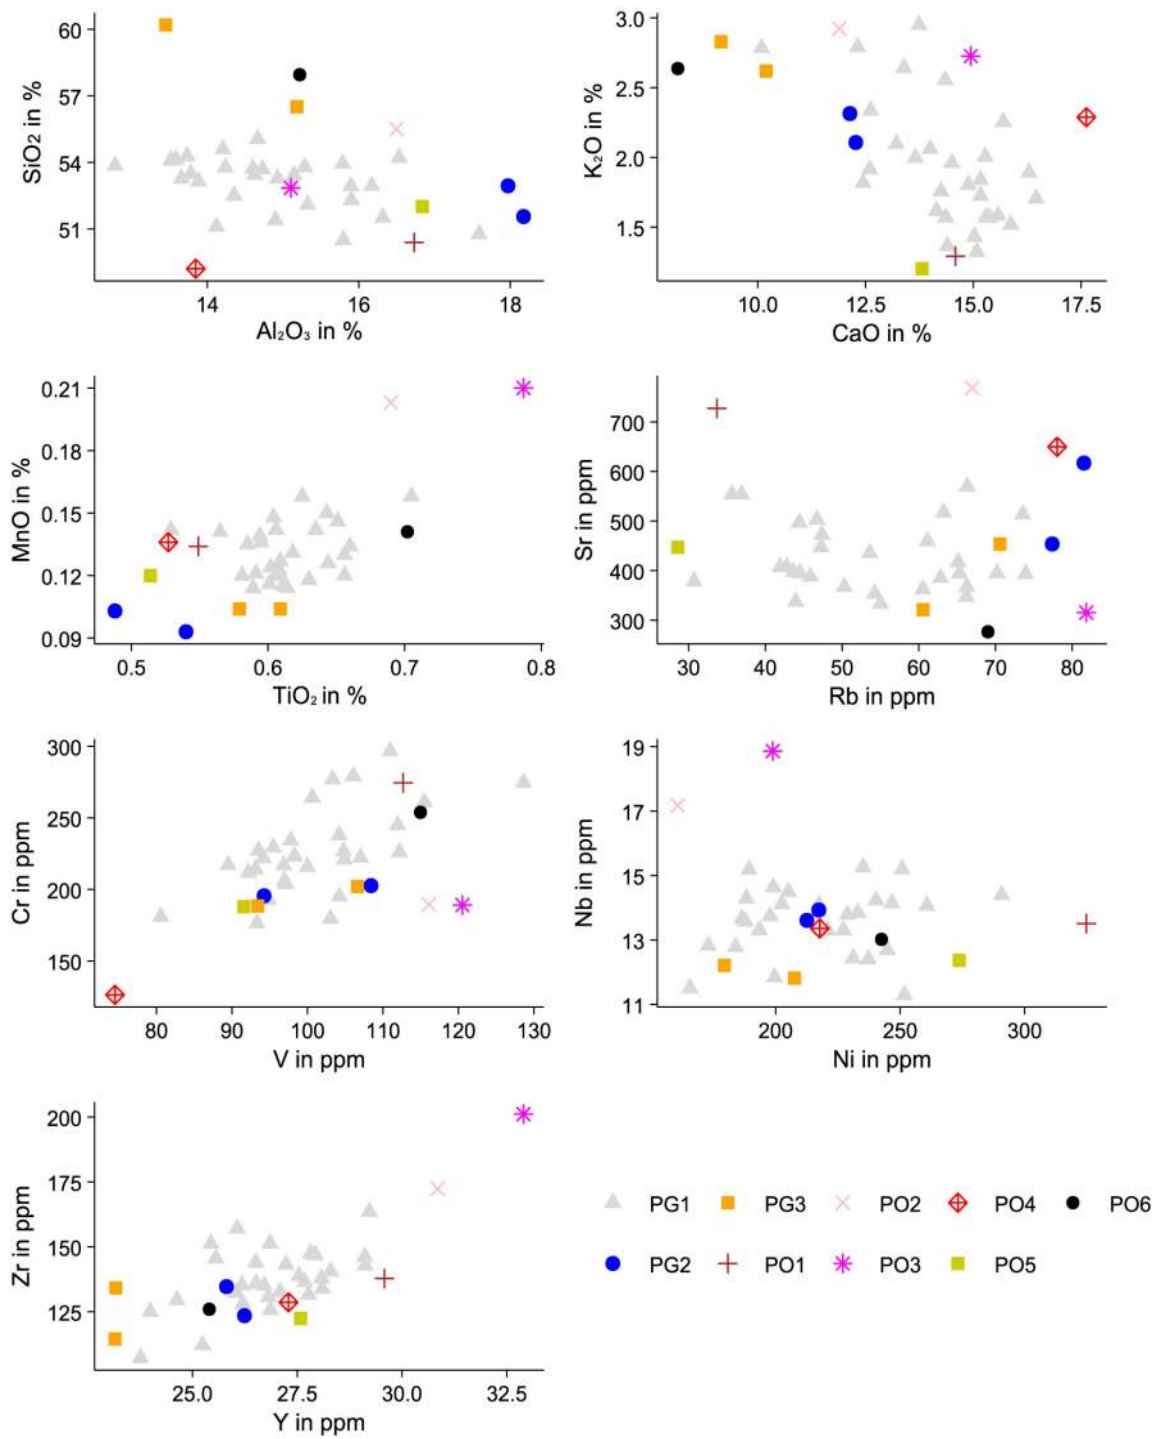 60
57
54
51
SiO₂ in %
14 16 18
Al₂O₃ in %
3.0
2.5
2.0
1.5
K₂O in %
10.0 12.5 15.0 17.5
CaO in %
0.21
0.18
0.15
0.12
0.09
MnO in %
0.5 0.6 0.7 0.8
TiO₂ in %
700
600
500
400
300
Sr in ppm
30 40 50 60 70 80
Rb in ppm
300
250
200
150
Cr in ppm
80 90 100 110 120 130
V in ppm
19
17
15
13
11
Nb in ppm
200 250 300
Ni in ppm
200
175
150
125
Zr in ppm
25.0 27.5 30.0 32.5
Y in ppm
PG1 PG3 PO2 PO4 PO6
PG2 PO1 PO3 PO5